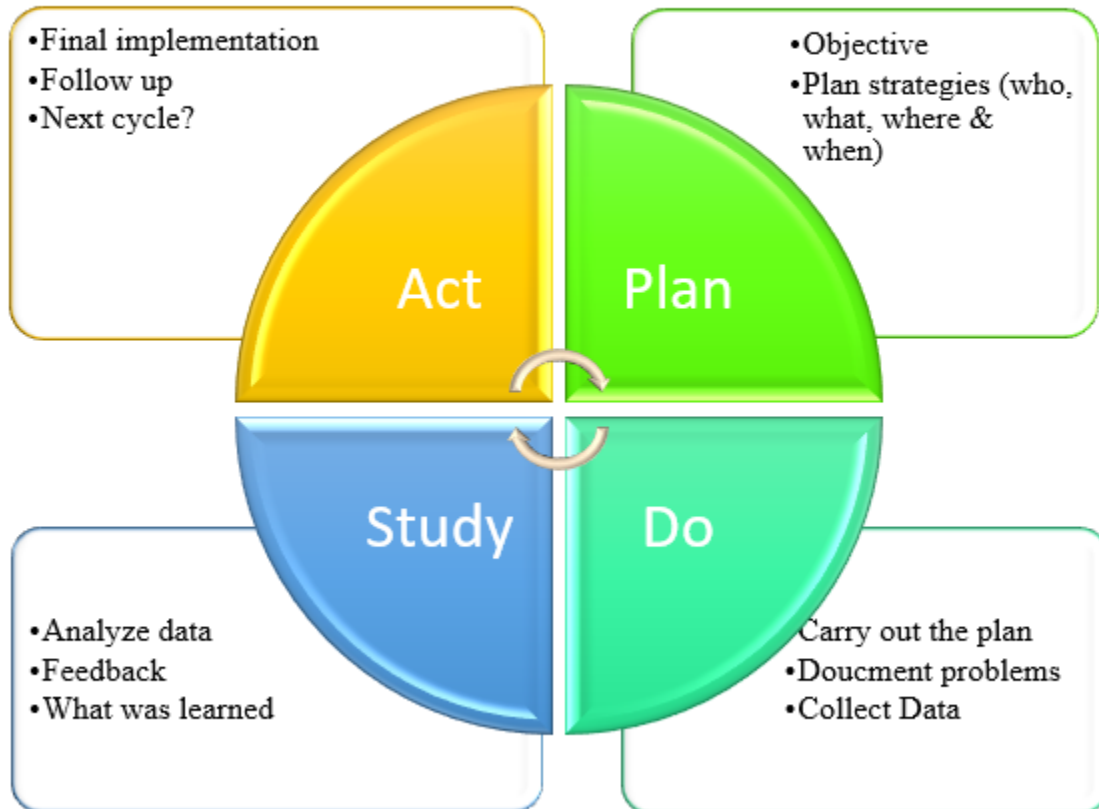 •Final implementation
•Follow up
•Next cycle?
•Objective
•Plan strategies (who,
what, where &
when)
Act
Plan
Study
Do
•Analyze data
•Feedback
•What was learned
Carry out the plan
•Doucment problems
•Collect Data